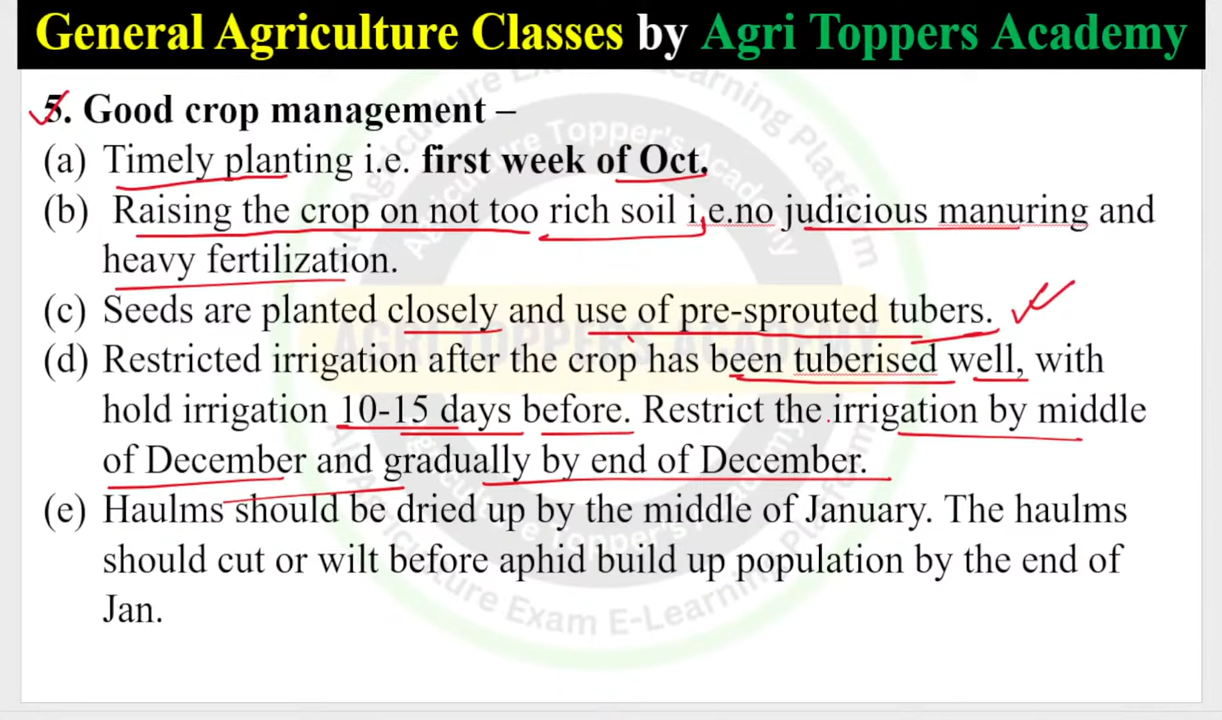 General Agriculture Classes by Agri Toppers Academy
5. Good crop management –
(a) Timely planting i.e. first week of Oct.
(b) Raising the crop on not too rich soil i,e.no judicious manuring and
heavy fertilization.
(c) Seeds are planted closely and use of pre-sprouted tubers.
(d) Restricted irrigation after the crop has been tuberised well, with
hold irrigation 10-15 days before. Restrict the irrigation by middle
of December and gradually by end of December.
(e) Haulms should be dried up by the middle of January. The haulms
should cut or wilt before aphid build up population by the end of
Jan.
AGRI TOPPERS ACADEMY